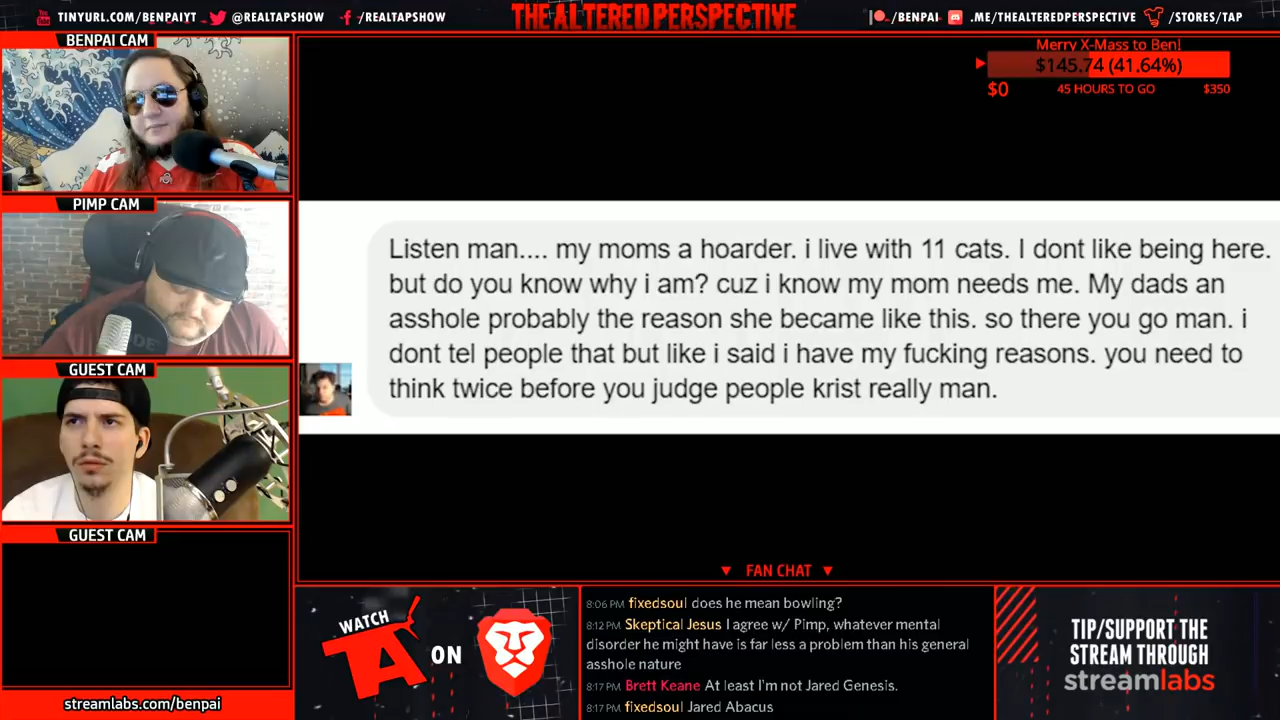 TINYURL.COM/BENPAIYT
@REALTAPSHOW
/REALTAPSHOW
THE ALTERED PERSPECTIVE
/BENPAI
.ME/THEALTEREDPERSPECTIVE
/STORES/TAP
BENPAI CAM
Merry X-Mass to Ben!
$145.74 (41.64%)
$0
45 HOURS TO GO
$350
PIMP CAM
Listen man.... my moms a hoarder. i live with 11 cats. I dont like being here.
but do you know why i am? cuz i know my mom needs me. My dads an
asshole probably the reason she became like this. so there you go man. i
dont tel people that but like i said i have my fucking reasons. you need to
think twice before you judge people krist really man.
GUEST CAM
GUEST CAM
FAN CHAT
WATCH
ON
8:06 PM fixedsoul does he mean bowling?
8:12 PM Skeptical Jesus I agree w/ Pimp, whatever mental
disorder he might have is far less a problem than his general
asshole nature
8:17 PM Brett Keane At least I'm not Jared Genesis.
8:17 PM fixedsoul Jared Abacus
TIP/SUPPORT THE
STREAM THROUGH
streamlabs
streamlabs.com/benpai